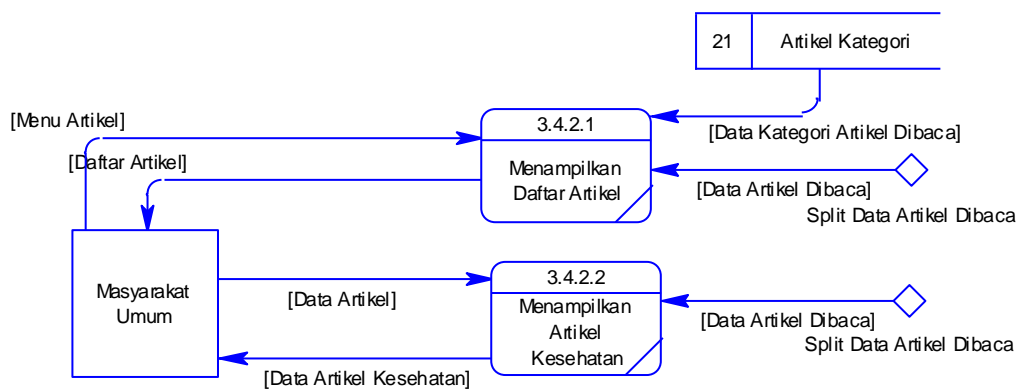 21 Artikel Kategori
[Menu Artikel]
3.4.2.1
[Data Kategori Artikel Dibaca]
[Daftar Artikel]
Menampilkan
Daftar Artikel
[Data Artikel Dibaca]
Split Data Artikel Dibaca
3.4.2.2
Masyarakat
Umum
[Data Artikel]
Menampilkan
Artikel
Kesehatan
[Data Artikel Dibaca]
Split Data Artikel Dibaca
[Data Artikel Kesehatan]